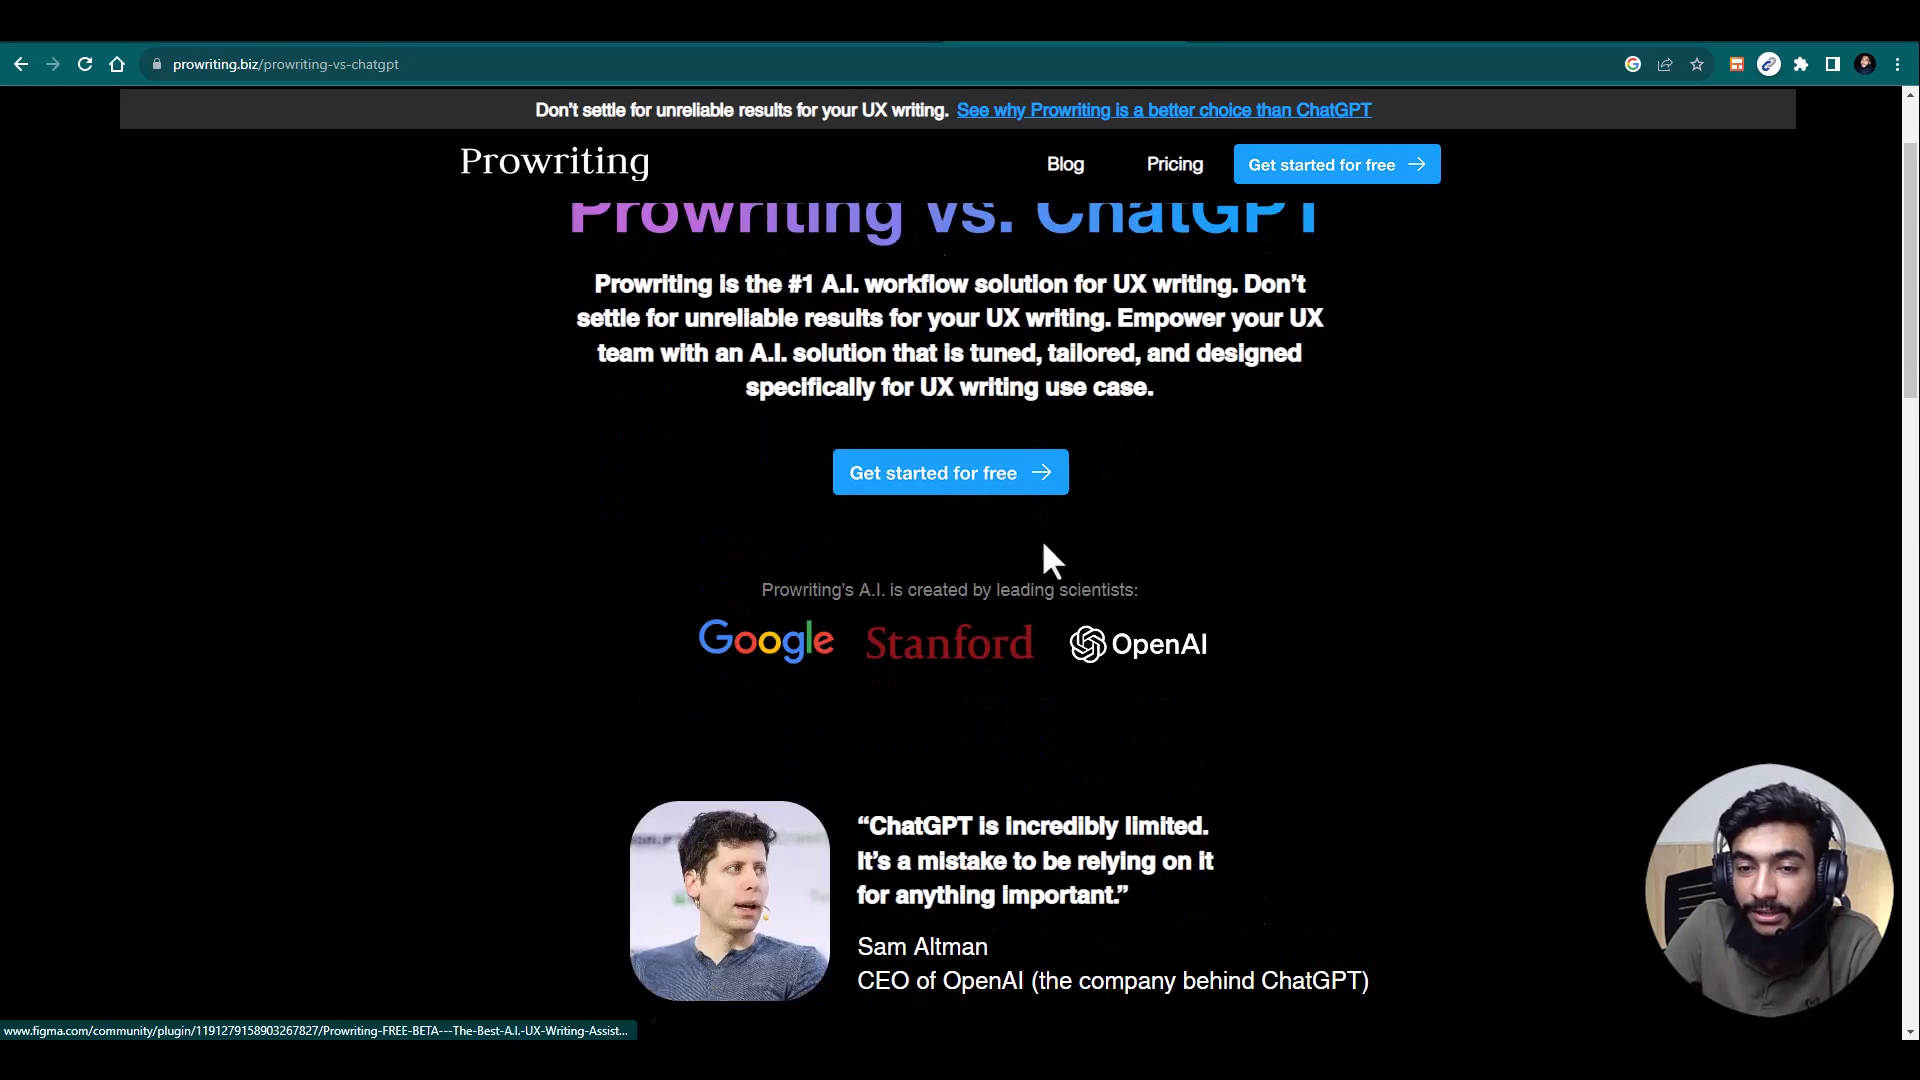 prowriting.biz/prowriting-vs-chatgpt
Don’t settle for unreliable results for your UX writing. See why Prowriting is a better choice than ChatGPT
Prowriting
Blog
Pricing
Get started for free
Prowriting vs. ChatGPT
Prowriting is the #1 A.I. workflow solution for UX writing. Don’t
settle for unreliable results for your UX writing. Empower your UX
team with an A.I. solution that is tuned, tailored, and designed
specifically for UX writing use case.
Get started for free
Prowriting’s A.I. is created by leading scientists:
Google
Stanford
OpenAI
“ChatGPT is incredibly limited.
It’s a mistake to be relying on it
for anything important.”
Sam Altman
CEO of OpenAI (the company behind ChatGPT)
www.figma.com/community/plugin/1191279158903267827/Prowriting-FREE-BETA---The-Best-A.I.-UX-Writing-Assist...